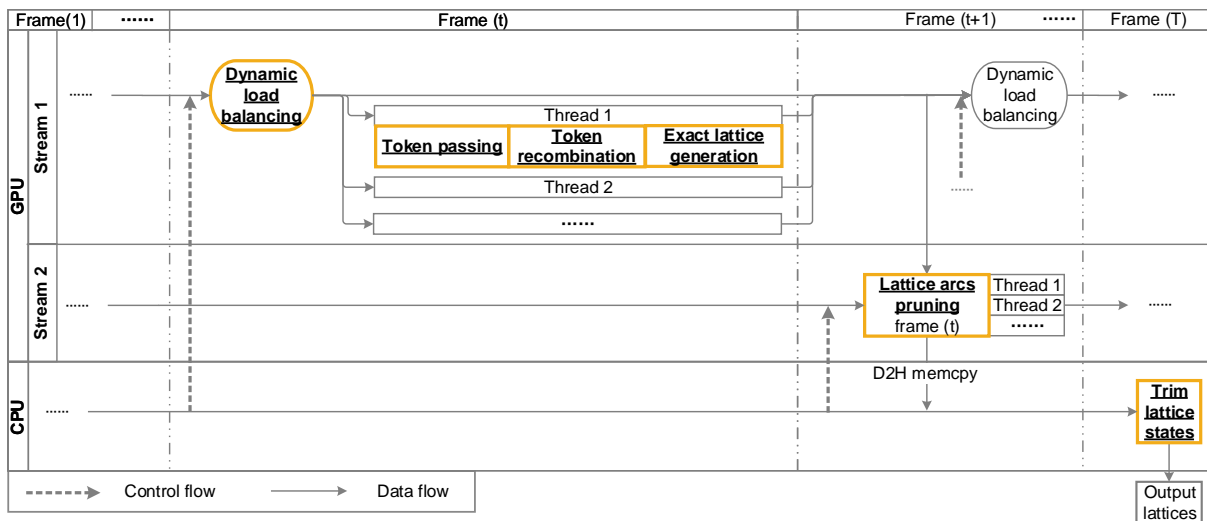 Frame(1)
······
Frame (t)
Frame (t+1)
······
Frame (T)
GPU
Stream 1
······
Dynamic
load
balancing
Thread 1
Token passing
Token
recombination
Exact lattice
generation
Thread 2
······
Dynamic
load
balancing
······
······
Stream 2
······
Lattice arcs
pruning
frame (t)
Thread 1
Thread 2
······
······
CPU
······
D2H memcpy
Trim
lattice
states
Control flow
Data flow
Output
lattices